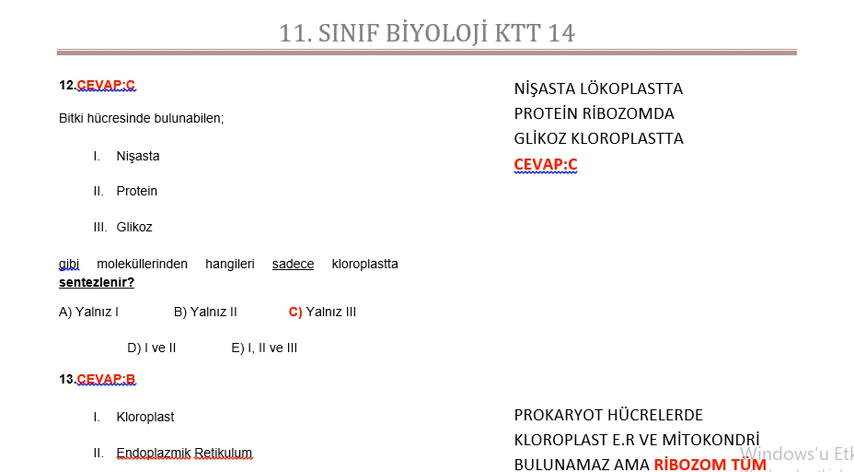 11. SINIF BİYOLOJİ KTT 14
12.CEVAP:C
Bitki hücresinde bulunabilen;
I. Nişasta
II. Protein
III. Glikoz
gibi moleküllerinden hangileri sadece kloroplastta
sentezlenir?
A) Yalnız I B) Yalnız II C) Yalnız III
D) I ve II E) I, II ve III
13.CEVAP:B
I. Kloroplast
II. Endoplazmik Retikulum
NİŞASTA LÖKOPLASTTA
PROTEİN RİBOZOMDA
GLİKOZ KLOROPLASTTA
CEVAP:C
PROKARYOT HÜCRELERDE
KLOROPLAST E.R VE MİTOKONDRİ
BULUNAMAZ AMA RİBOZOM TÜM
Windows'u Etk